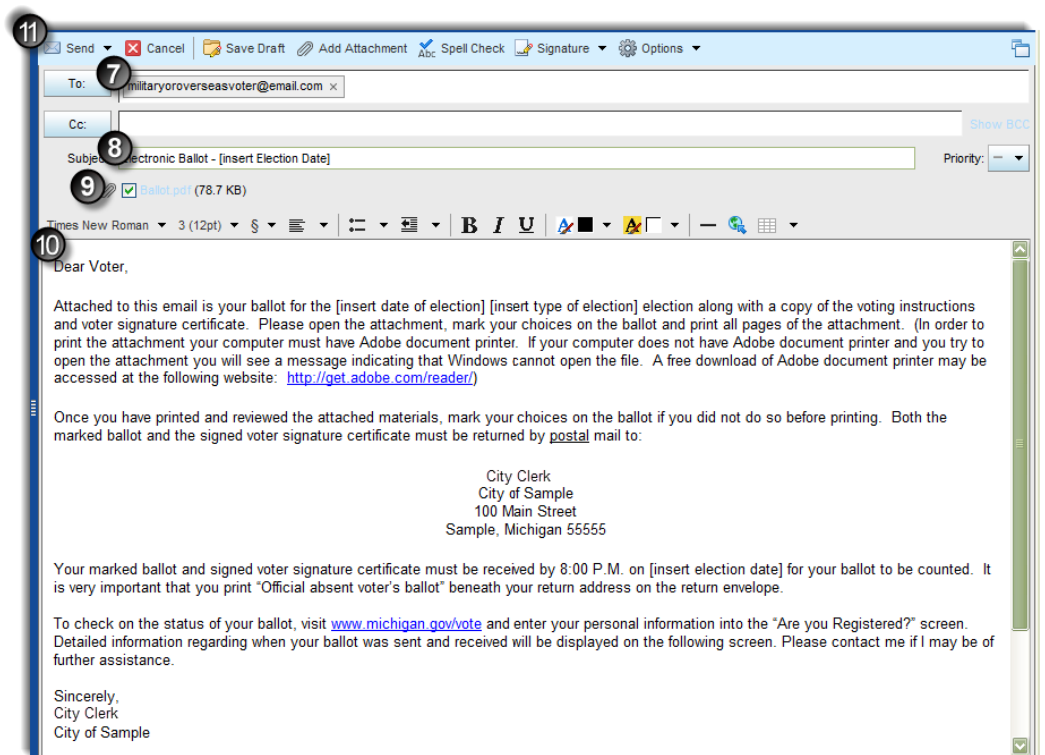 11
Send Cancel Save Draft Add Attachment Abc Spell Check Signature Options
7
To: militaryoroverseasvoter@email.com ×
Cc: Show BCC
8
Subject: Electronic Ballot - [insert Election Date] Priority: –
9
Ballot.pdf (78.7 KB)
Times New Roman 3 (12pt) § B I U
10
Dear Voter,
Attached to this email is your ballot for the [insert date of election] [insert type of election] election along with a copy of the voting instructions
and voter signature certificate. Please open the attachment, mark your choices on the ballot and print all pages of the attachment. (In order to
print the attachment your computer must have Adobe document printer. If your computer does not have Adobe document printer and you try to
open the attachment you will see a message indicating that Windows cannot open the file. A free download of Adobe document printer may be
accessed at the following website: http://get.adobe.com/reader/)
Once you have printed and reviewed the attached materials, mark your choices on the ballot if you did not do so before printing. Both the
marked ballot and the signed voter signature certificate must be returned by postal mail to:
City Clerk
City of Sample
100 Main Street
Sample, Michigan 55555
Your marked ballot and signed voter signature certificate must be received by 8:00 P.M. on [insert election date] for your ballot to be counted. It
is very important that you print “Official absent voter’s ballot” beneath your return address on the return envelope.
To check on the status of your ballot, visit www.michigan.gov/vote and enter your personal information into the “Are you Registered?” screen.
Detailed information regarding when your ballot was sent and received will be displayed on the following screen. Please contact me if I may be of
further assistance.
Sincerely,
City Clerk
City of Sample